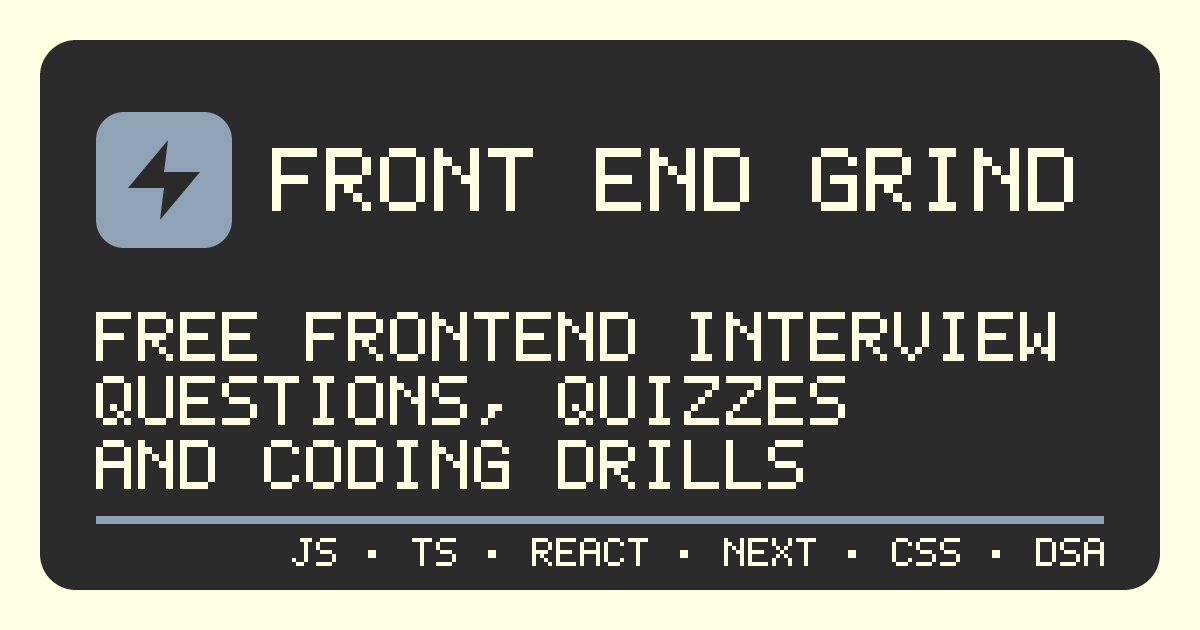 FRONT END GRIND
FREE FRONTEND INTERVIEW
QUESTIONS, QUIZZES
AND CODING DRILLS
JS · TS · REACT · NEXT · CSS · DSA